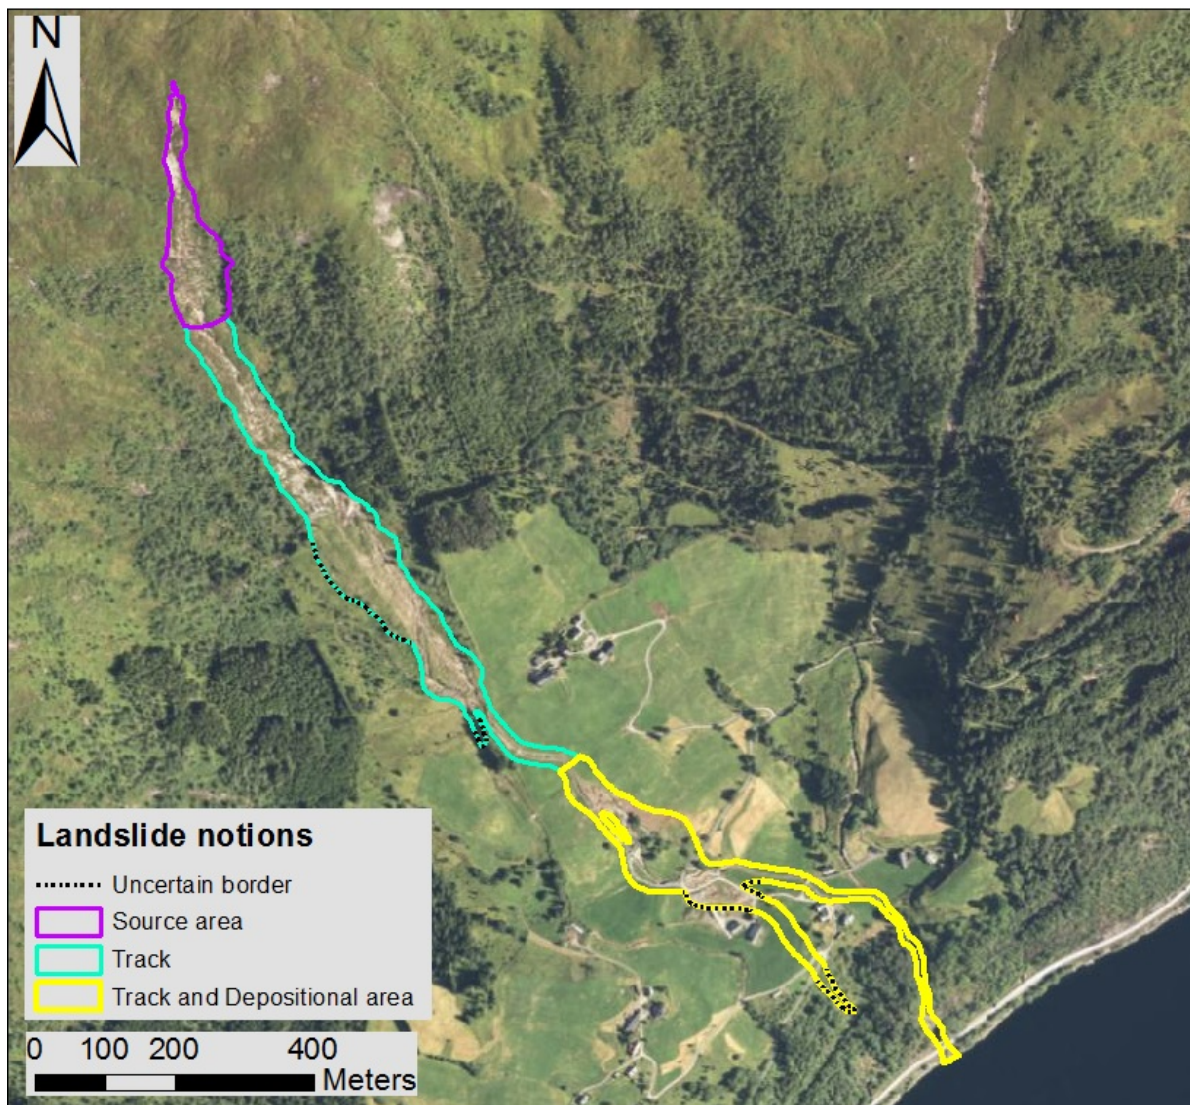 N
Landslide notions
Uncertain border
Source area
Track
Track and Depositional area
0 100 200 400
Meters